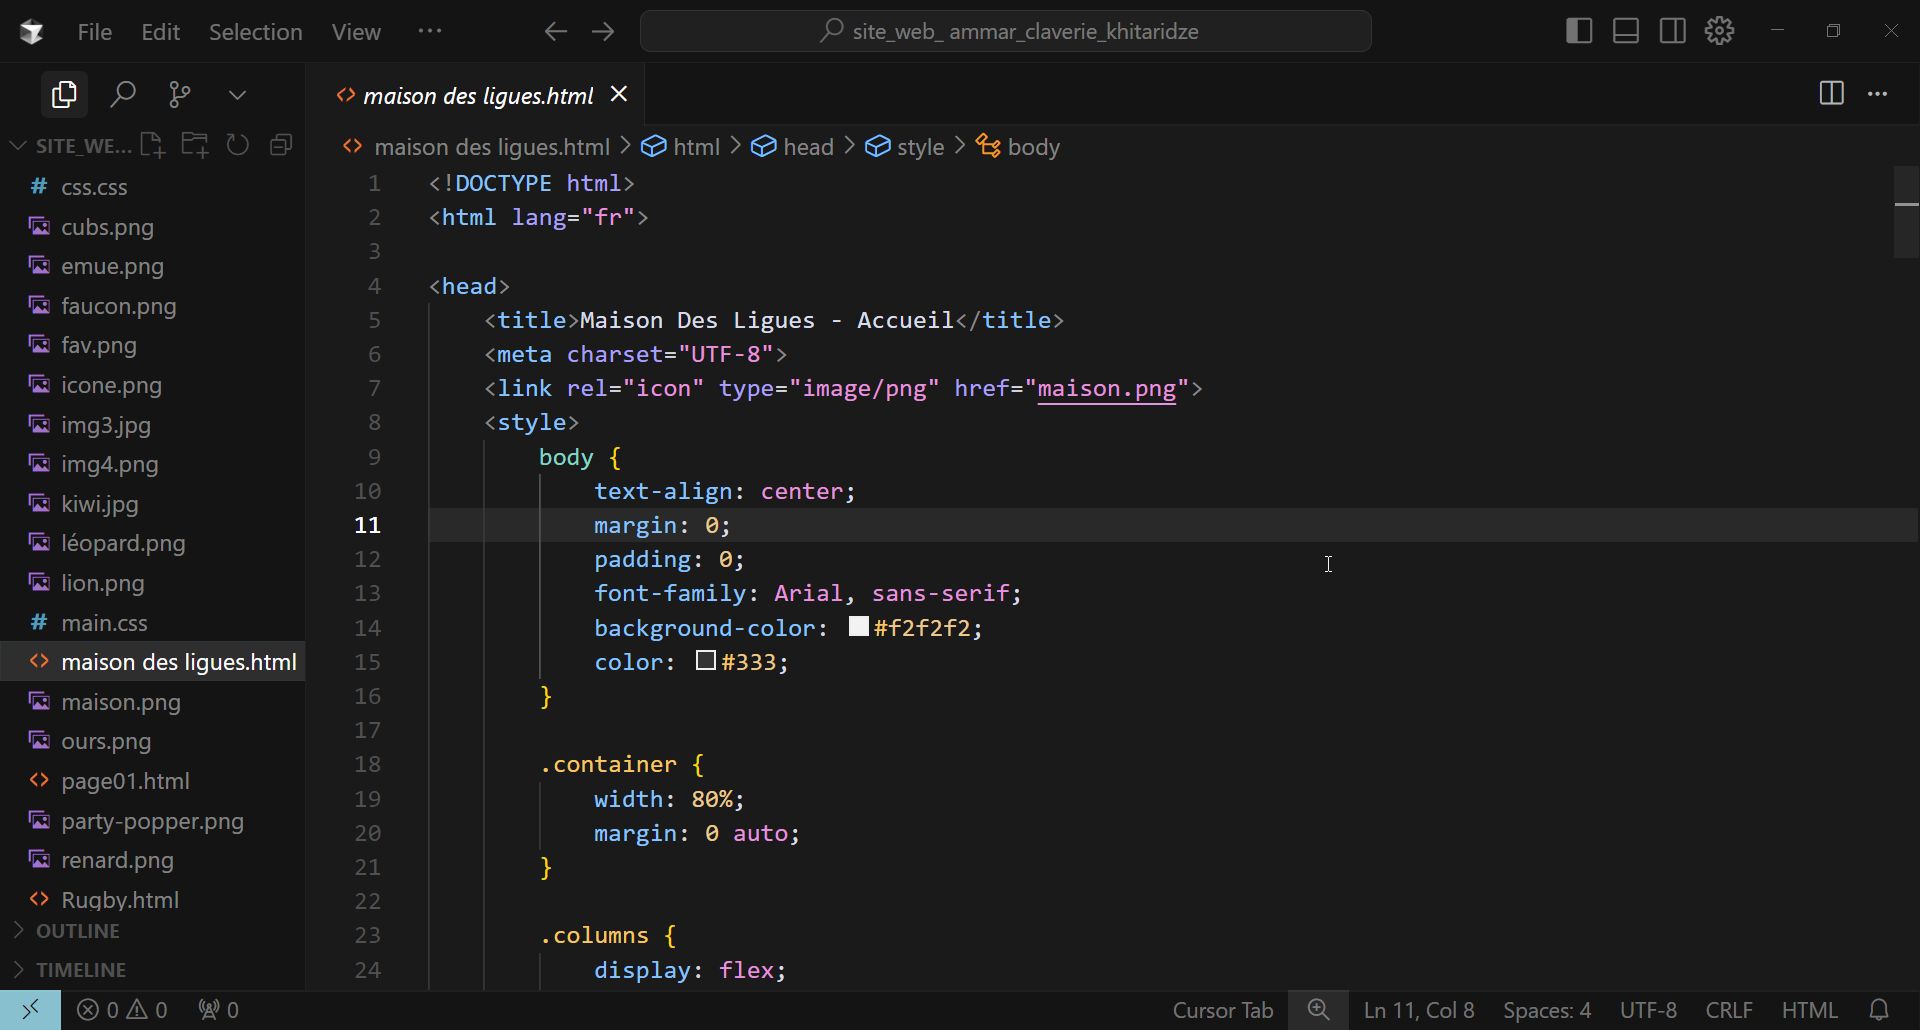 File Edit Selection View ···
site_web_ ammar_claverie_khitaridze
maison des ligues.html
SITE_WE...
css.css
cubs.png
emue.png
faucon.png
fav.png
icone.png
img3.jpg
img4.png
kiwi.jpg
léopard.png
lion.png
main.css
maison des ligues.html
maison.png
ours.png
page01.html
party-popper.png
renard.png
Rugby.html
OUTLINE
TIMELINE
maison des ligues.html > html > head > style > body
1 <!DOCTYPE html>
2 <html lang="fr">
3
4 <head>
5 <title>Maison Des Ligues - Accueil</title>
6 <meta charset="UTF-8">
7 <link rel="icon" type="image/png" href="maison.png">
8 <style>
9 body {
10 text-align: center;
11 margin: 0;
12 padding: 0;
13 font-family: Arial, sans-serif;
14 background-color: #f2f2f2;
15 color: #333;
16 }
17
18 .container {
19 width: 80%;
20 margin: 0 auto;
21 }
22
23 .columns {
24 display: flex;
0 0 0
Cursor Tab Ln 11, Col 8 Spaces: 4 UTF-8 CRLF HTML